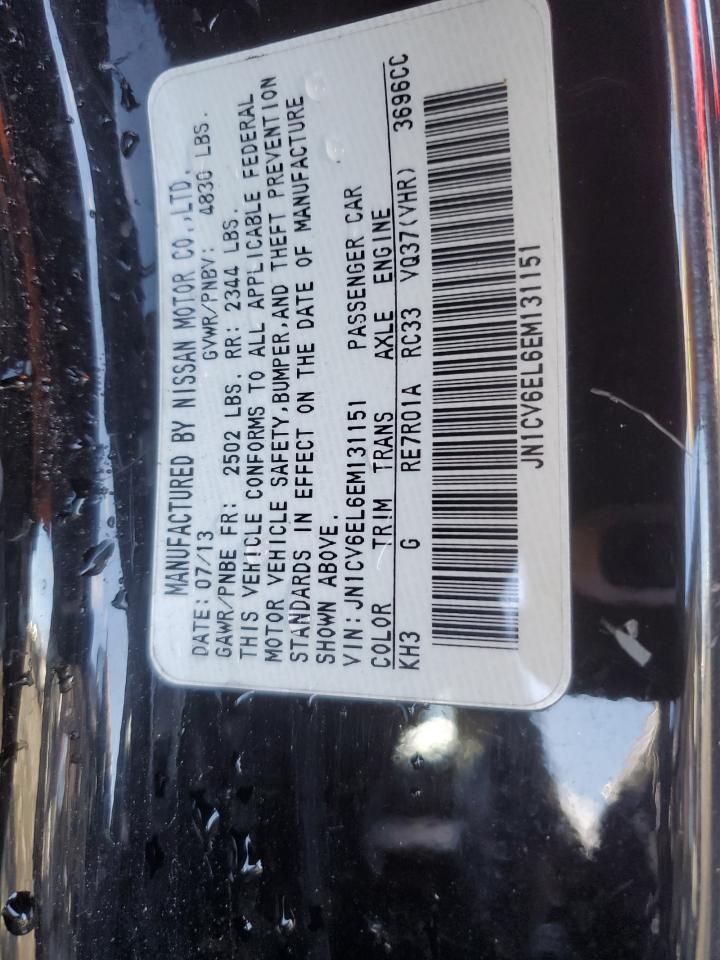 MANUFACTURED BY NISSAN MOTOR CO.,LTD.
DATE: 07/13 GVWR/PNBV: 4830 LBS.
GAWR/PNBE FR: 2502 LBS. RR: 2344 LBS.
THIS VEHICLE CONFORMS TO ALL APPLICABLE FEDERAL
MOTOR VEHICLE SAFETY,BUMPER,AND THEFT PREVENTION
STANDARDS IN EFFECT ON THE DATE OF MANUFACTURE
SHOWN ABOVE.
VIN:JN1CV6EL6EM131151 PASSENGER CAR
COLOR TRIM TRANS AXLE ENGINE
KH3 G RE7R01A RC33 VQ37(VHR) 3696CC
JN1CV6EL6EM131151